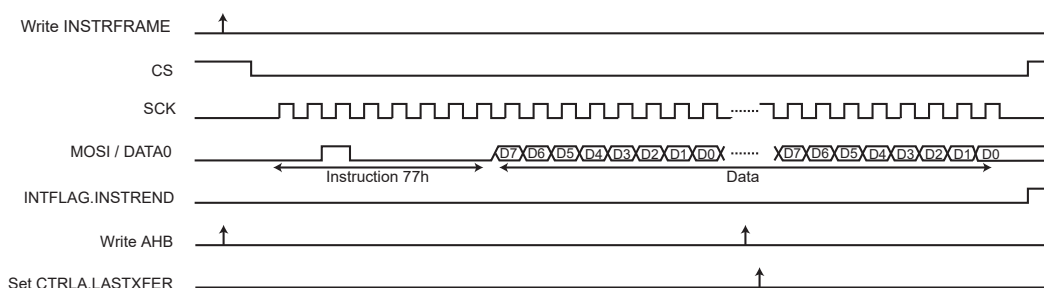 Write INSTRFRAME
CS
SCK
MOSI / DATA0
D7 D6 D5 D4 D3 D2 D1 D0 D7 D6 D5 D4 D3 D2 D1 D0
Instruction 77h Data
INTFLAG.INSTREND
Write AHB
Set CTRLA.LASTXFER